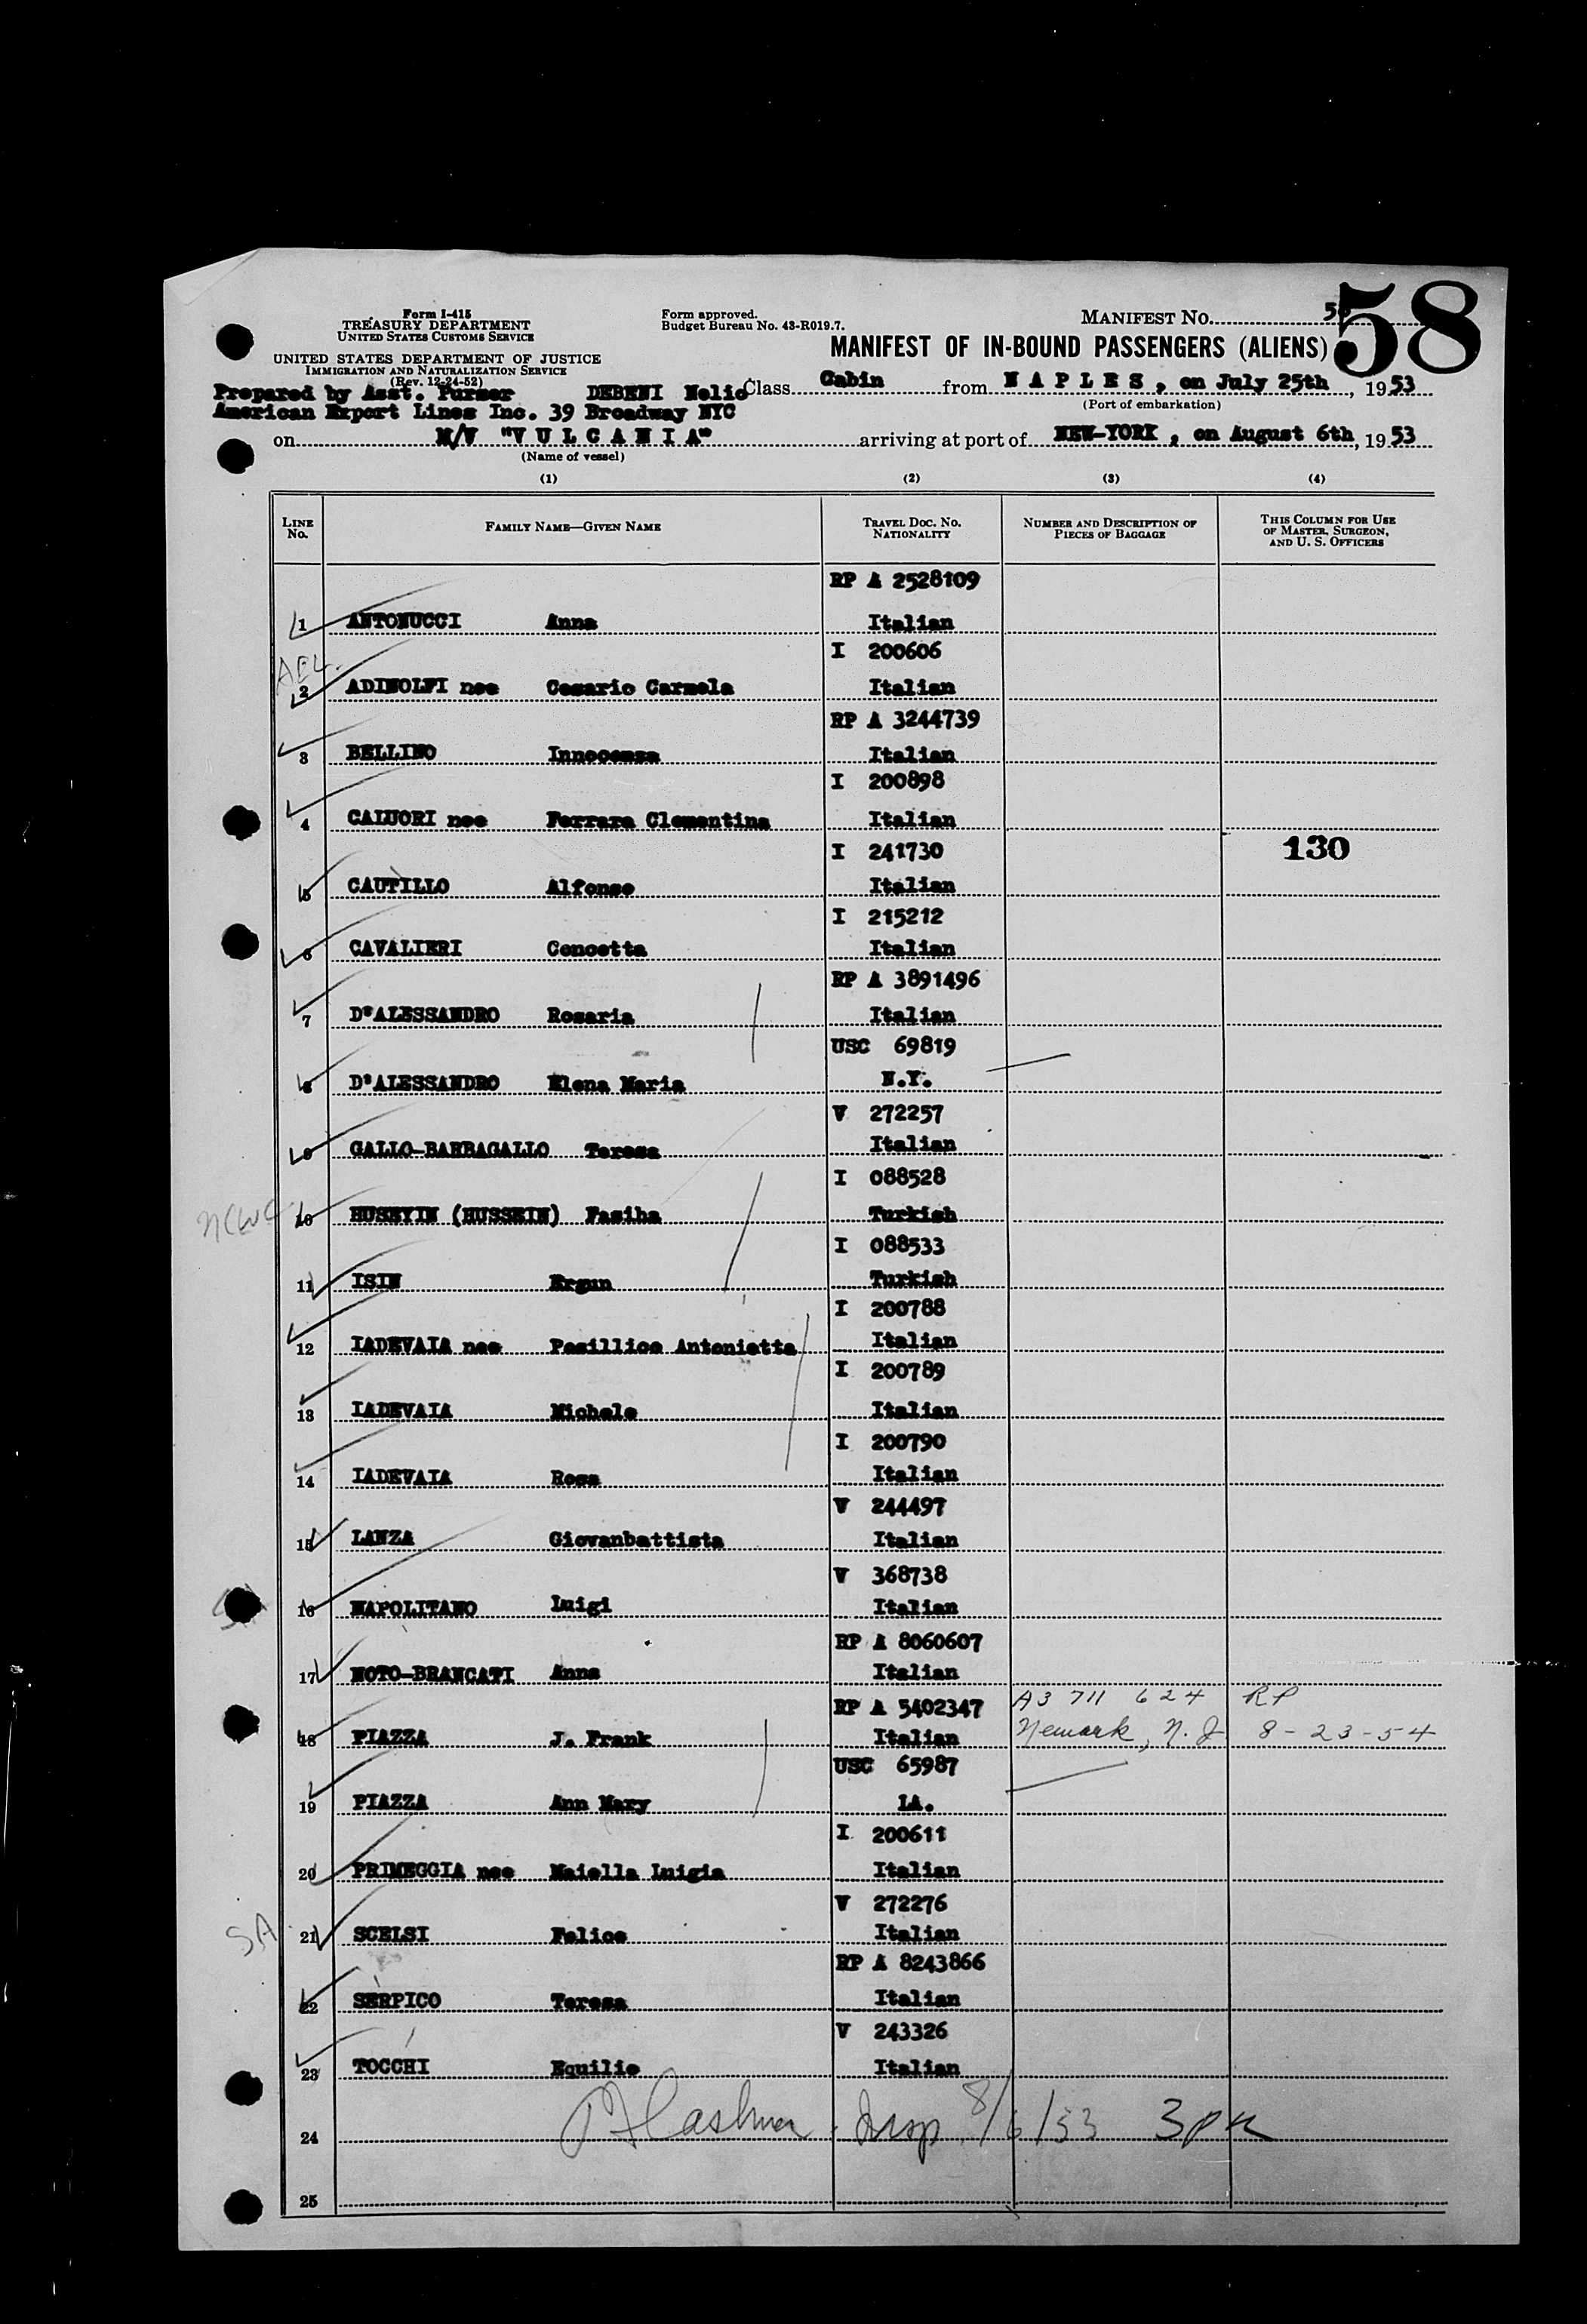 Form I-415
TREASURY DEPARTMENT
UNITED STATES CUSTOMS SERVICE
UNITED STATES DEPARTMENT OF JUSTICE
IMMIGRATION AND NATURALIZATION SERVICE
(Rev. 12-24-52)
Form approved.
Budget Bureau No. 43-R019.7.
MANIFEST NO.
58
MANIFEST OF IN-BOUND PASSENGERS (ALIENS)
Prepared by Asst. Purser DEBENI Nelio
American Export Lines Inc. 39 Broadway NYC
Class Cabin from N A P L E S , on July 25th , 1953
(Port of embarkation)
on M/V "V U L C A N I A" arriving at port of NEW-YORK , on August 6th, 1953
(Name of vessel)
(1) (2) (3) (4)
LINE NO. FAMILY NAME—GIVEN NAME TRAVEL DOC. NO. NATIONALITY NUMBER AND DESCRIPTION OF PIECES OF BAGGAGE THIS COLUMN FOR USE OF MASTER, SURGEON, AND U. S. OFFICERS
RP A 2528109
1 ANTONUCCI Anna Italian
I 200606
2 ADINOLFI nee Cesario Carmela Italian
RP A 3244739
3 BELLINO Innocenza Italian
I 200898
4 CALUORI nee Ferrara Clementina Italian
I 241730 130
5 CAUTILLO Alfonso Italian
I 215212
6 CAVALIERI Concetta Italian
RP A 3891496
7 D'ALESSANDRO Rosaria Italian
USC 69819
8 D'ALESSANDRO Elena Maria N.Y.
V 272257
9 GALLO-BARBAGALLO Teresa Italian
I 088528
10 HUSEYIN (HUSSEIN) Fasiha Turkish
I 088533
11 ISIN Ergun Turkish
I 200788
12 IADEVAIA nee Posillico Antonietta Italian
I 200789
13 IADEVAIA Michele Italian
I 200790
14 IADEVAIA Rosa Italian
V 244497
15 LANZA Giovanbattista Italian
V 368738
16 NAPOLITANO Luigi Italian
RP A 8060607
17 NOTO-BRANCATI Anna Italian
RP A 5402347 A3 711 624 RP
18 PIAZZA J. Frank Italian Newark, N.J 8-23-54
USC 65987
19 PIAZZA Ann Mary LA.
I 200611
20 PRIMEGGIA nee Maiella Luigia Italian
V 272276
SA 21 SCELSI Felice Italian
RP A 8243866
22 SERPICO Teresa Italian
V 243326
23 TOCCHI Equilio Italian
24 Insp 8/6/53 3pm
25